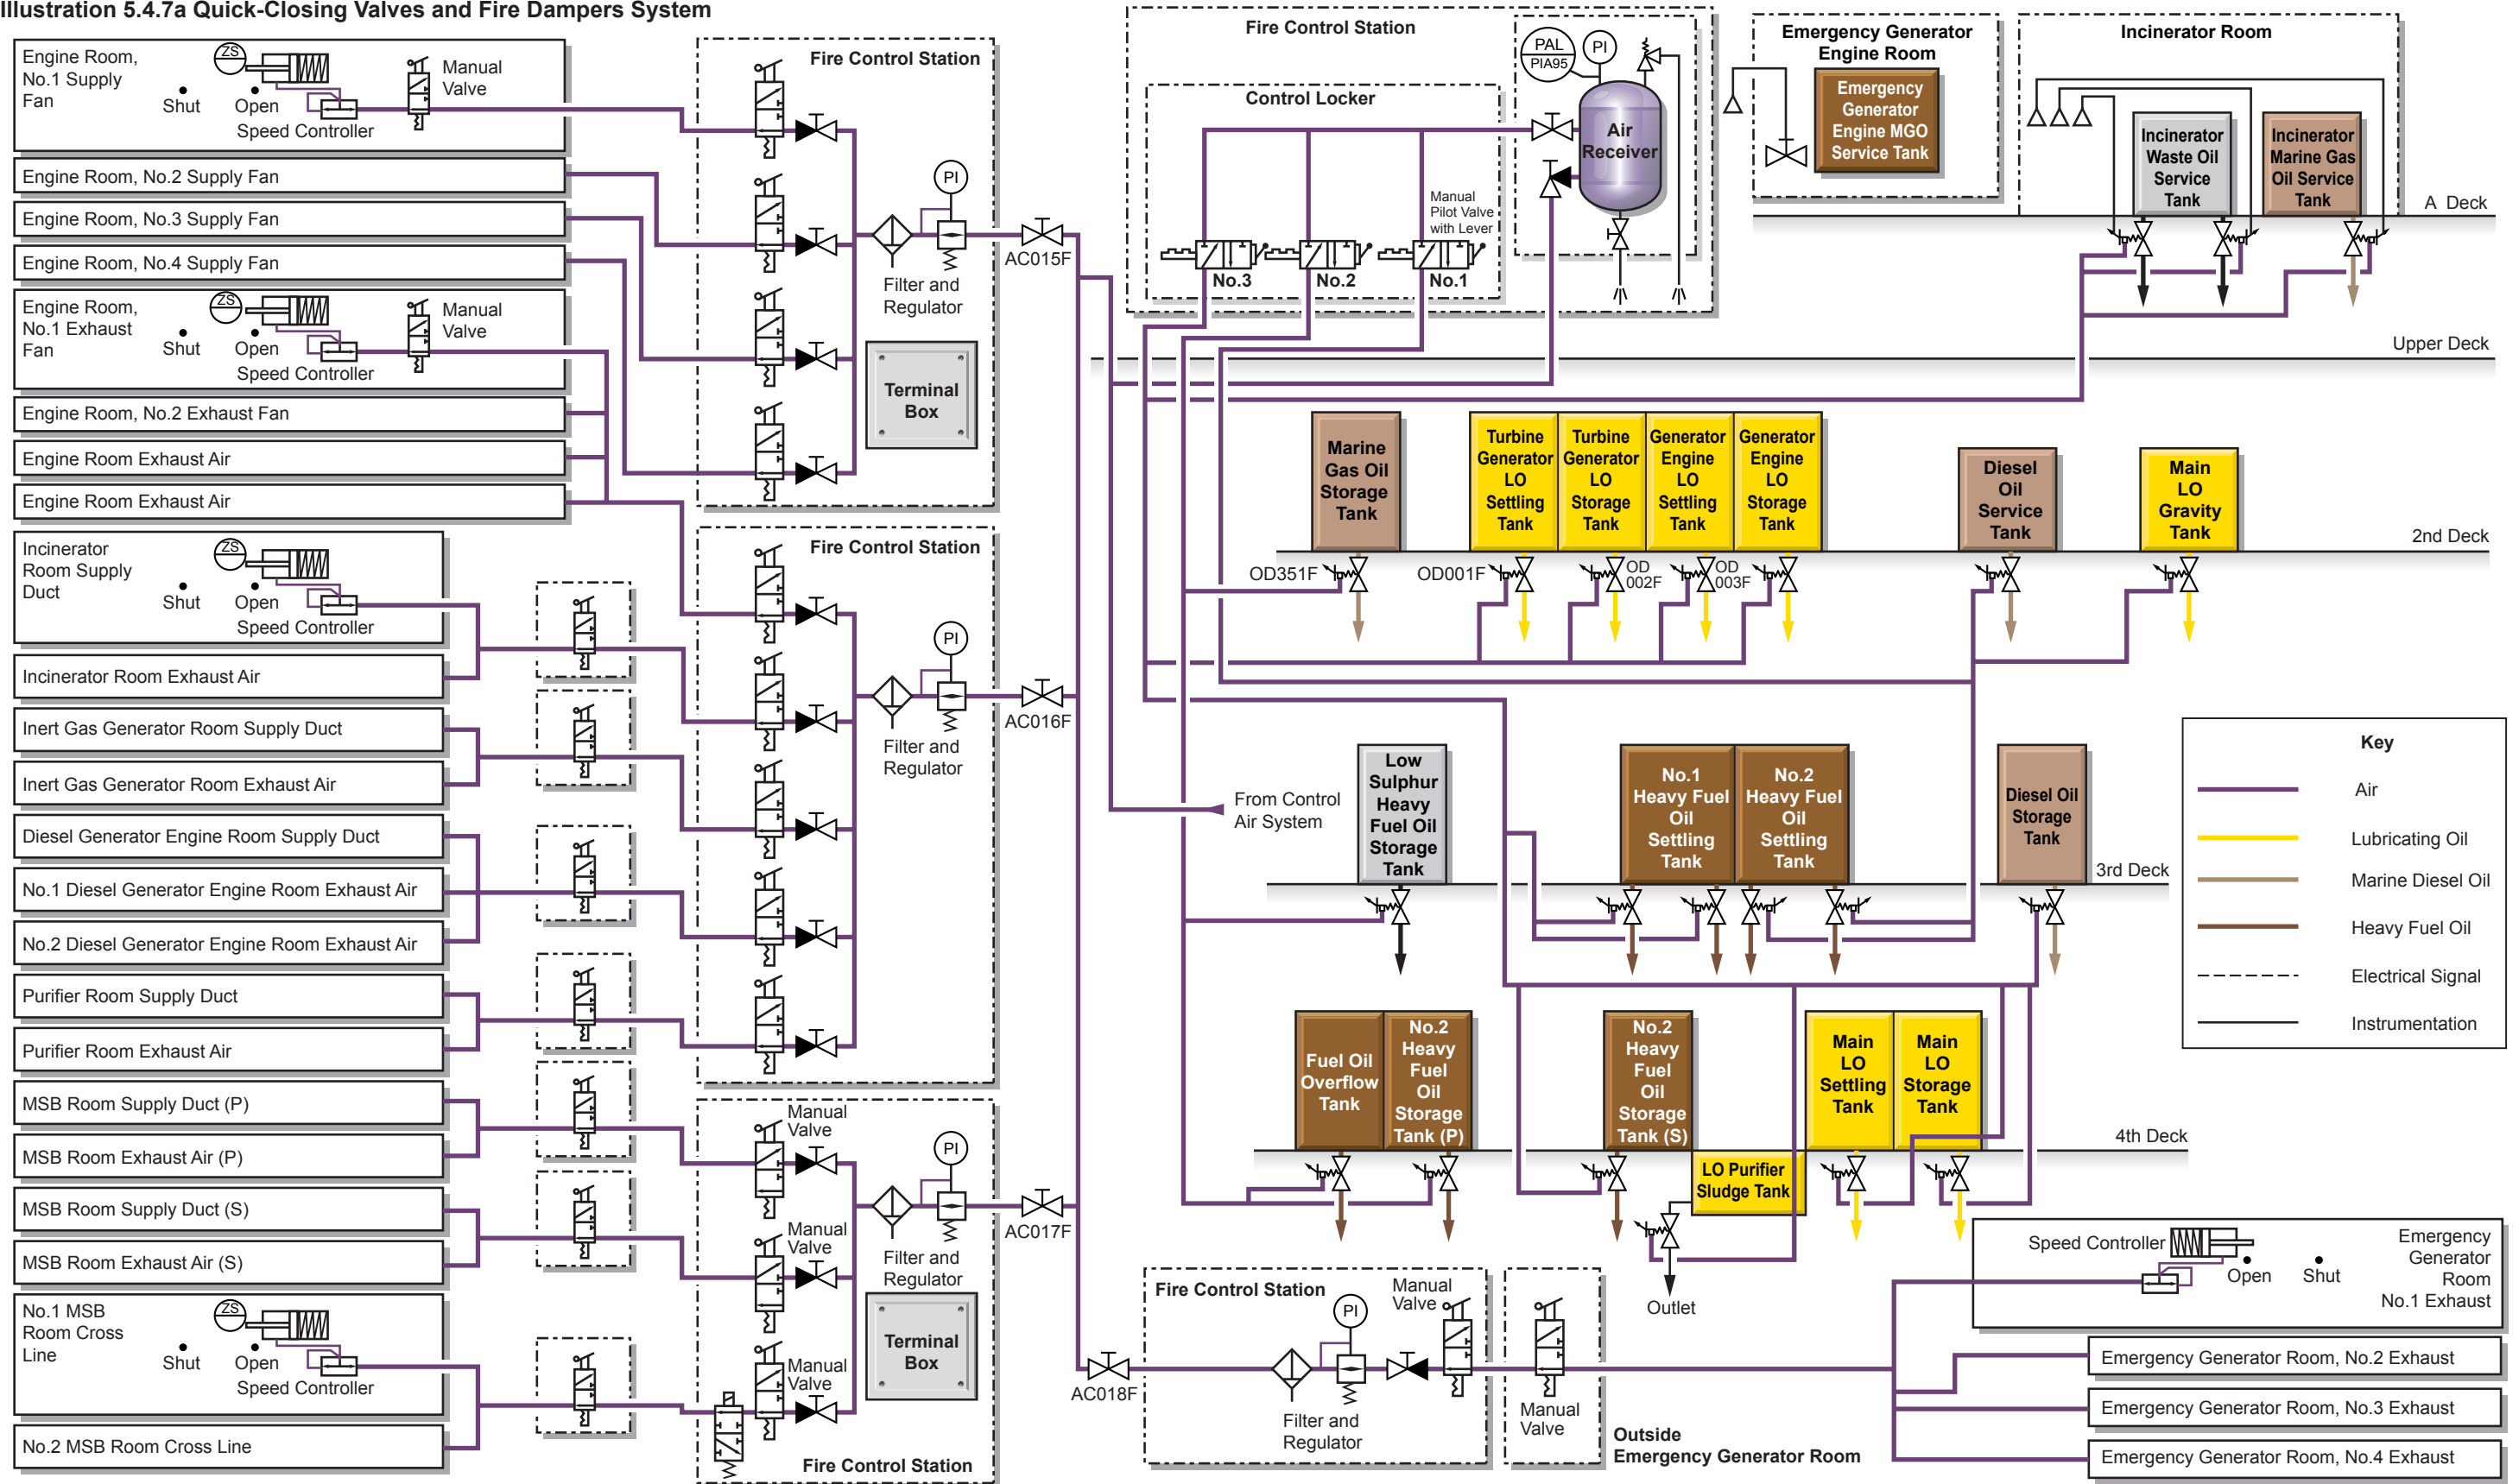 Illustration 5.4.7a Quick-Closing Valves and Fire Dampers System
Engine Room,
No.1 Supply
Fan
ZS
Shut
Open
Speed Controller
Manual
Valve
Engine Room, No.2 Supply Fan
Engine Room, No.3 Supply Fan
Engine Room, No.4 Supply Fan
Engine Room,
No.1 Exhaust
Fan
ZS
Shut
Open
Speed Controller
Manual
Valve
Engine Room, No.2 Exhaust Fan
Engine Room Exhaust Air
Engine Room Exhaust Air
Incinerator
Room Supply
Duct
ZS
Shut
Open
Speed Controller
Incinerator Room Exhaust Air
Inert Gas Generator Room Supply Duct
Inert Gas Generator Room Exhaust Air
Diesel Generator Engine Room Supply Duct
No.1 Diesel Generator Engine Room Exhaust Air
No.2 Diesel Generator Engine Room Exhaust Air
Purifier Room Supply Duct
Purifier Room Exhaust Air
MSB Room Supply Duct (P)
MSB Room Exhaust Air (P)
MSB Room Supply Duct (S)
MSB Room Exhaust Air (S)
No.1 MSB
Room Cross
Line
ZS
Shut
Open
Speed Controller
No.2 MSB Room Cross Line
Fire Control Station
PI
Filter and
Regulator
Terminal
Box
AC015F
Fire Control Station
PI
Filter and
Regulator
AC016F
Manual
Valve
Manual
Valve
Manual
Valve
PI
Filter and
Regulator
Terminal
Box
Fire Control Station
AC017F
AC018F
Fire Control Station
Control Locker
PAL
PIA95
PI
Air
Receiver
Manual
Pilot Valve
with Lever
No.3
No.2
No.1
Emergency Generator
Engine Room
Emergency
Generator
Engine MGO
Service Tank
Incinerator Room
Incinerator
Waste Oil
Service
Tank
Incinerator
Marine Gas
Oil Service
Tank
A Deck
Upper Deck
Marine
Gas Oil
Storage
Tank
Turbine
Generator
LO
Settling
Tank
Turbine
Generator
LO
Storage
Tank
Generator
Engine
LO
Settling
Tank
Generator
Engine
LO
Storage
Tank
Diesel
Oil
Service
Tank
Main
LO
Gravity
Tank
2nd Deck
OD351F
OD001F
OD
002F
OD
003F
From Control
Air System
Low
Sulphur
Heavy
Fuel Oil
Storage
Tank
No.1
Heavy Fuel
Oil
Settling
Tank
No.2
Heavy Fuel
Oil
Settling
Tank
Diesel Oil
Storage
Tank
3rd Deck
Key
Air
Lubricating Oil
Marine Diesel Oil
Heavy Fuel Oil
Electrical Signal
Instrumentation
Fuel Oil
Overflow
Tank
No.2
Heavy
Fuel
Oil
Storage
Tank (P)
No.2
Heavy
Fuel
Oil
Storage
Tank (S)
LO Purifier
Sludge Tank
Main
LO
Settling
Tank
Main
LO
Storage
Tank
4th Deck
Outlet
Fire Control Station
PI
Manual
Valve
Filter and
Regulator
Manual
Valve
Outside
Emergency Generator Room
Speed Controller
Open
Shut
Emergency
Generator
Room
No.1 Exhaust
Emergency Generator Room, No.2 Exhaust
Emergency Generator Room, No.3 Exhaust
Emergency Generator Room, No.4 Exhaust